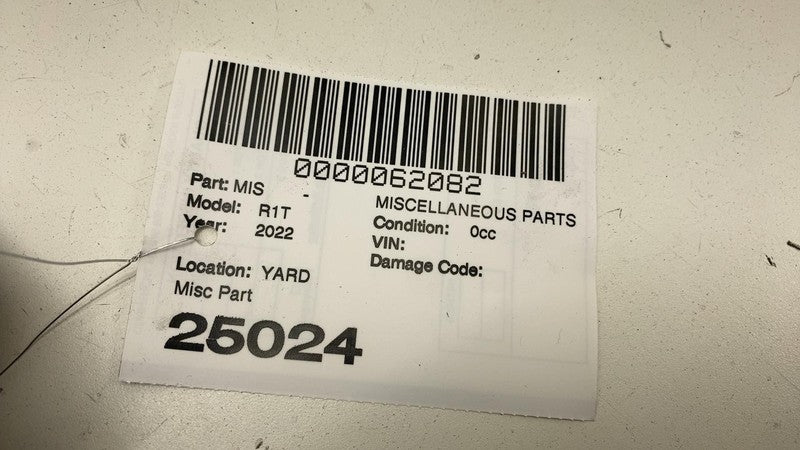 0000062082
Part: MIS - MISCELLANEOUS PARTS
Model: R1T Condition: 0cc
Year: 2022 VIN:
Damage Code:
Location: YARD
Misc Part
25024